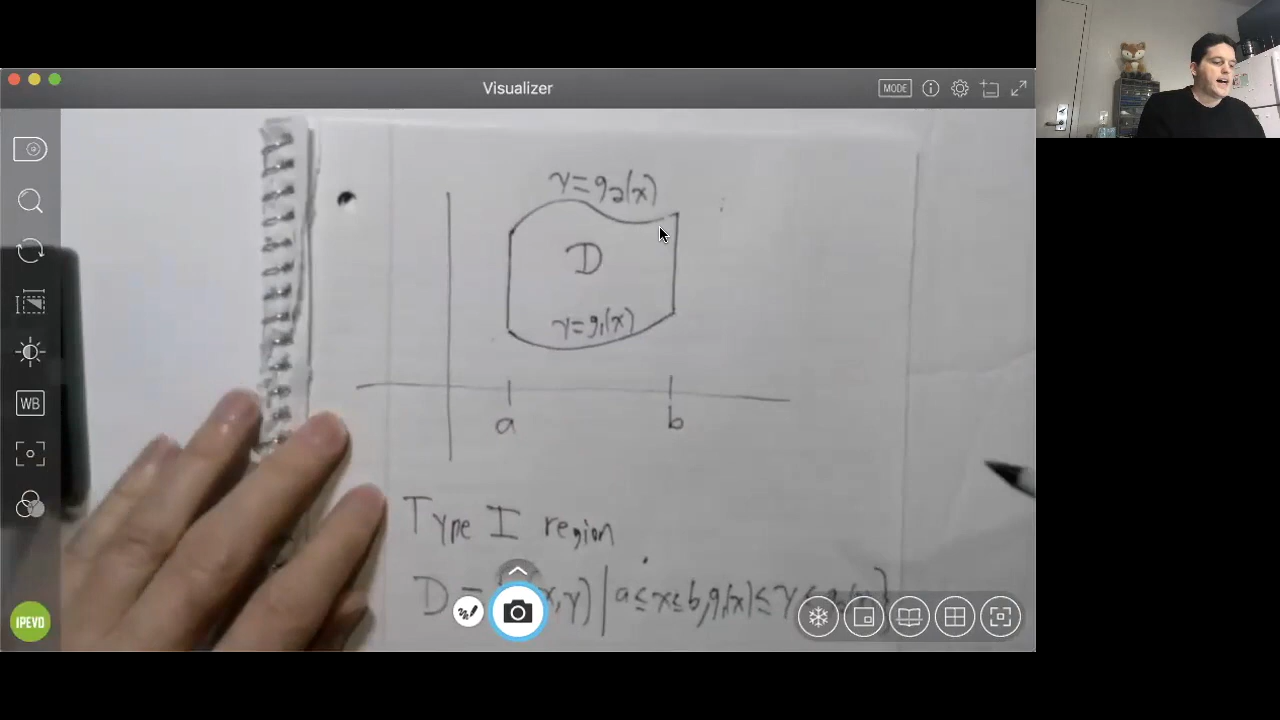 Visualizer
MODE
y=g₂(x)
D
y=g₁(x)
a b
WB
Type I region
D = x,y) | a≤x≤b, g₁(x)≤y≤ }
IPEVO